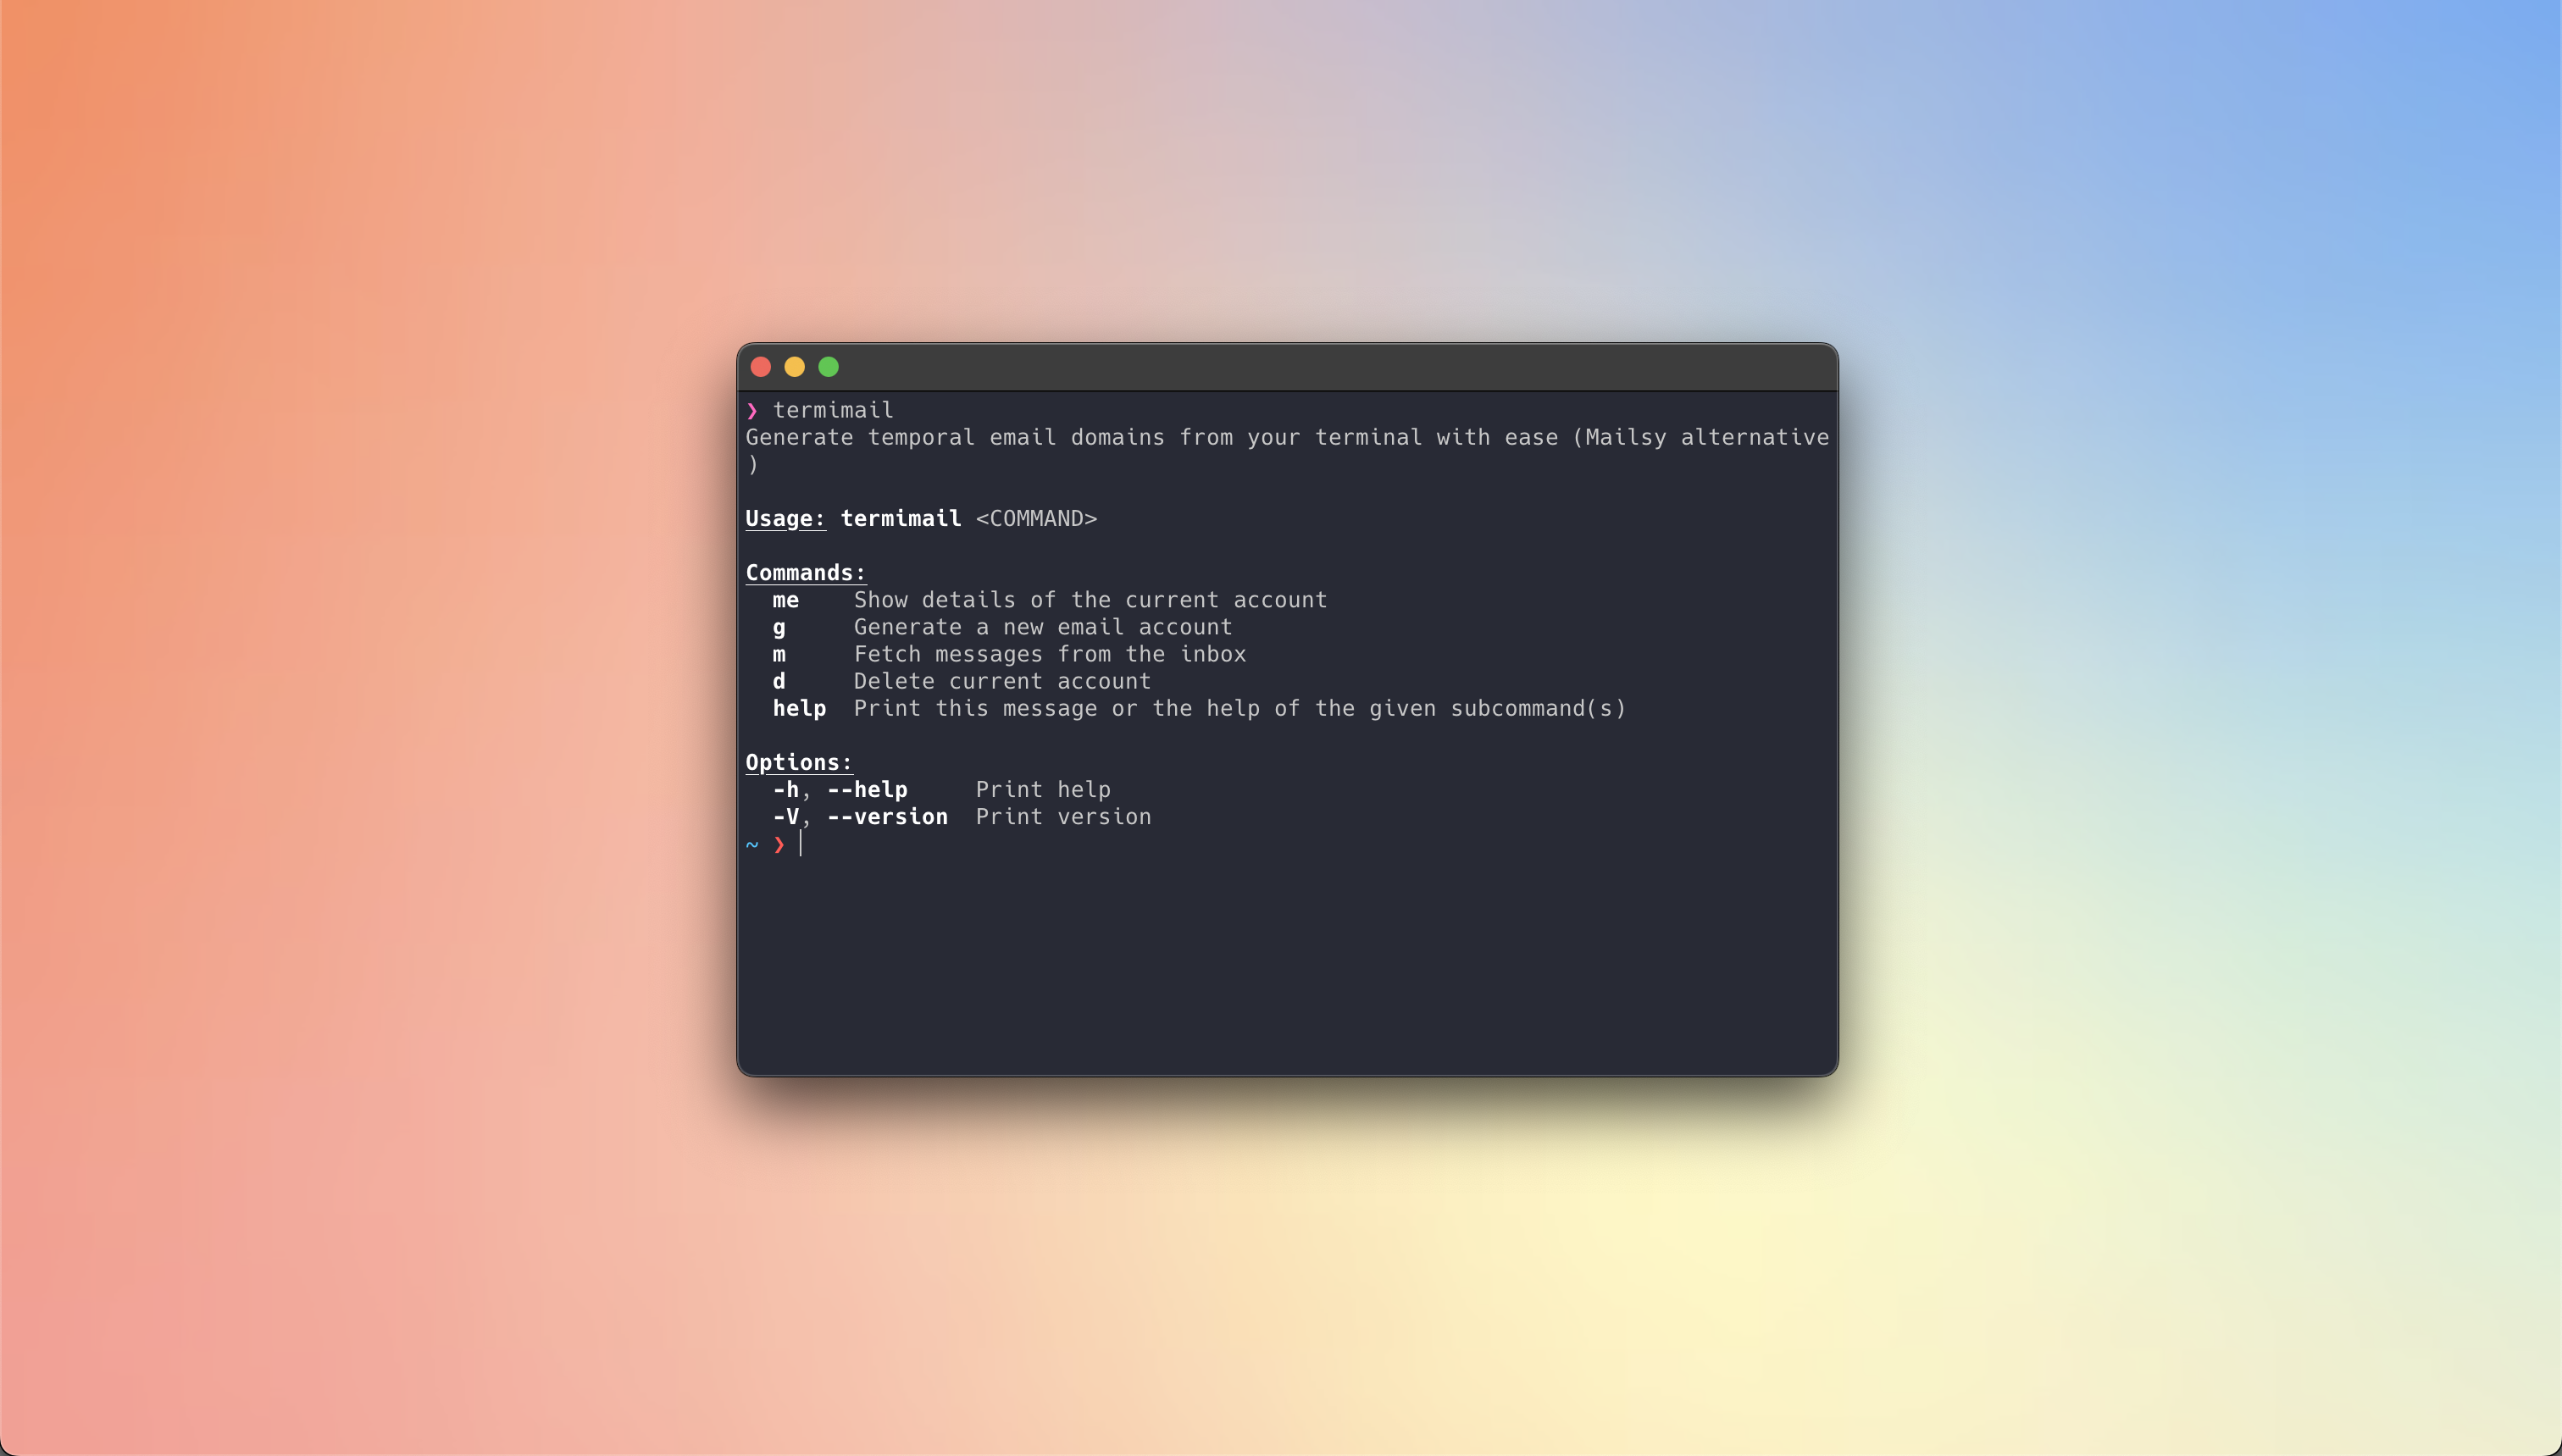 ❯ termimail
Generate temporal email domains from your terminal with ease (Mailsy alternative
)
Usage: termimail <COMMAND>
Commands:
  me    Show details of the current account
  g     Generate a new email account
  m     Fetch messages from the inbox
  d     Delete current account
  help  Print this message or the help of the given subcommand(s)
Options:
  -h, --help     Print help
  -V, --version  Print version
~ ❯